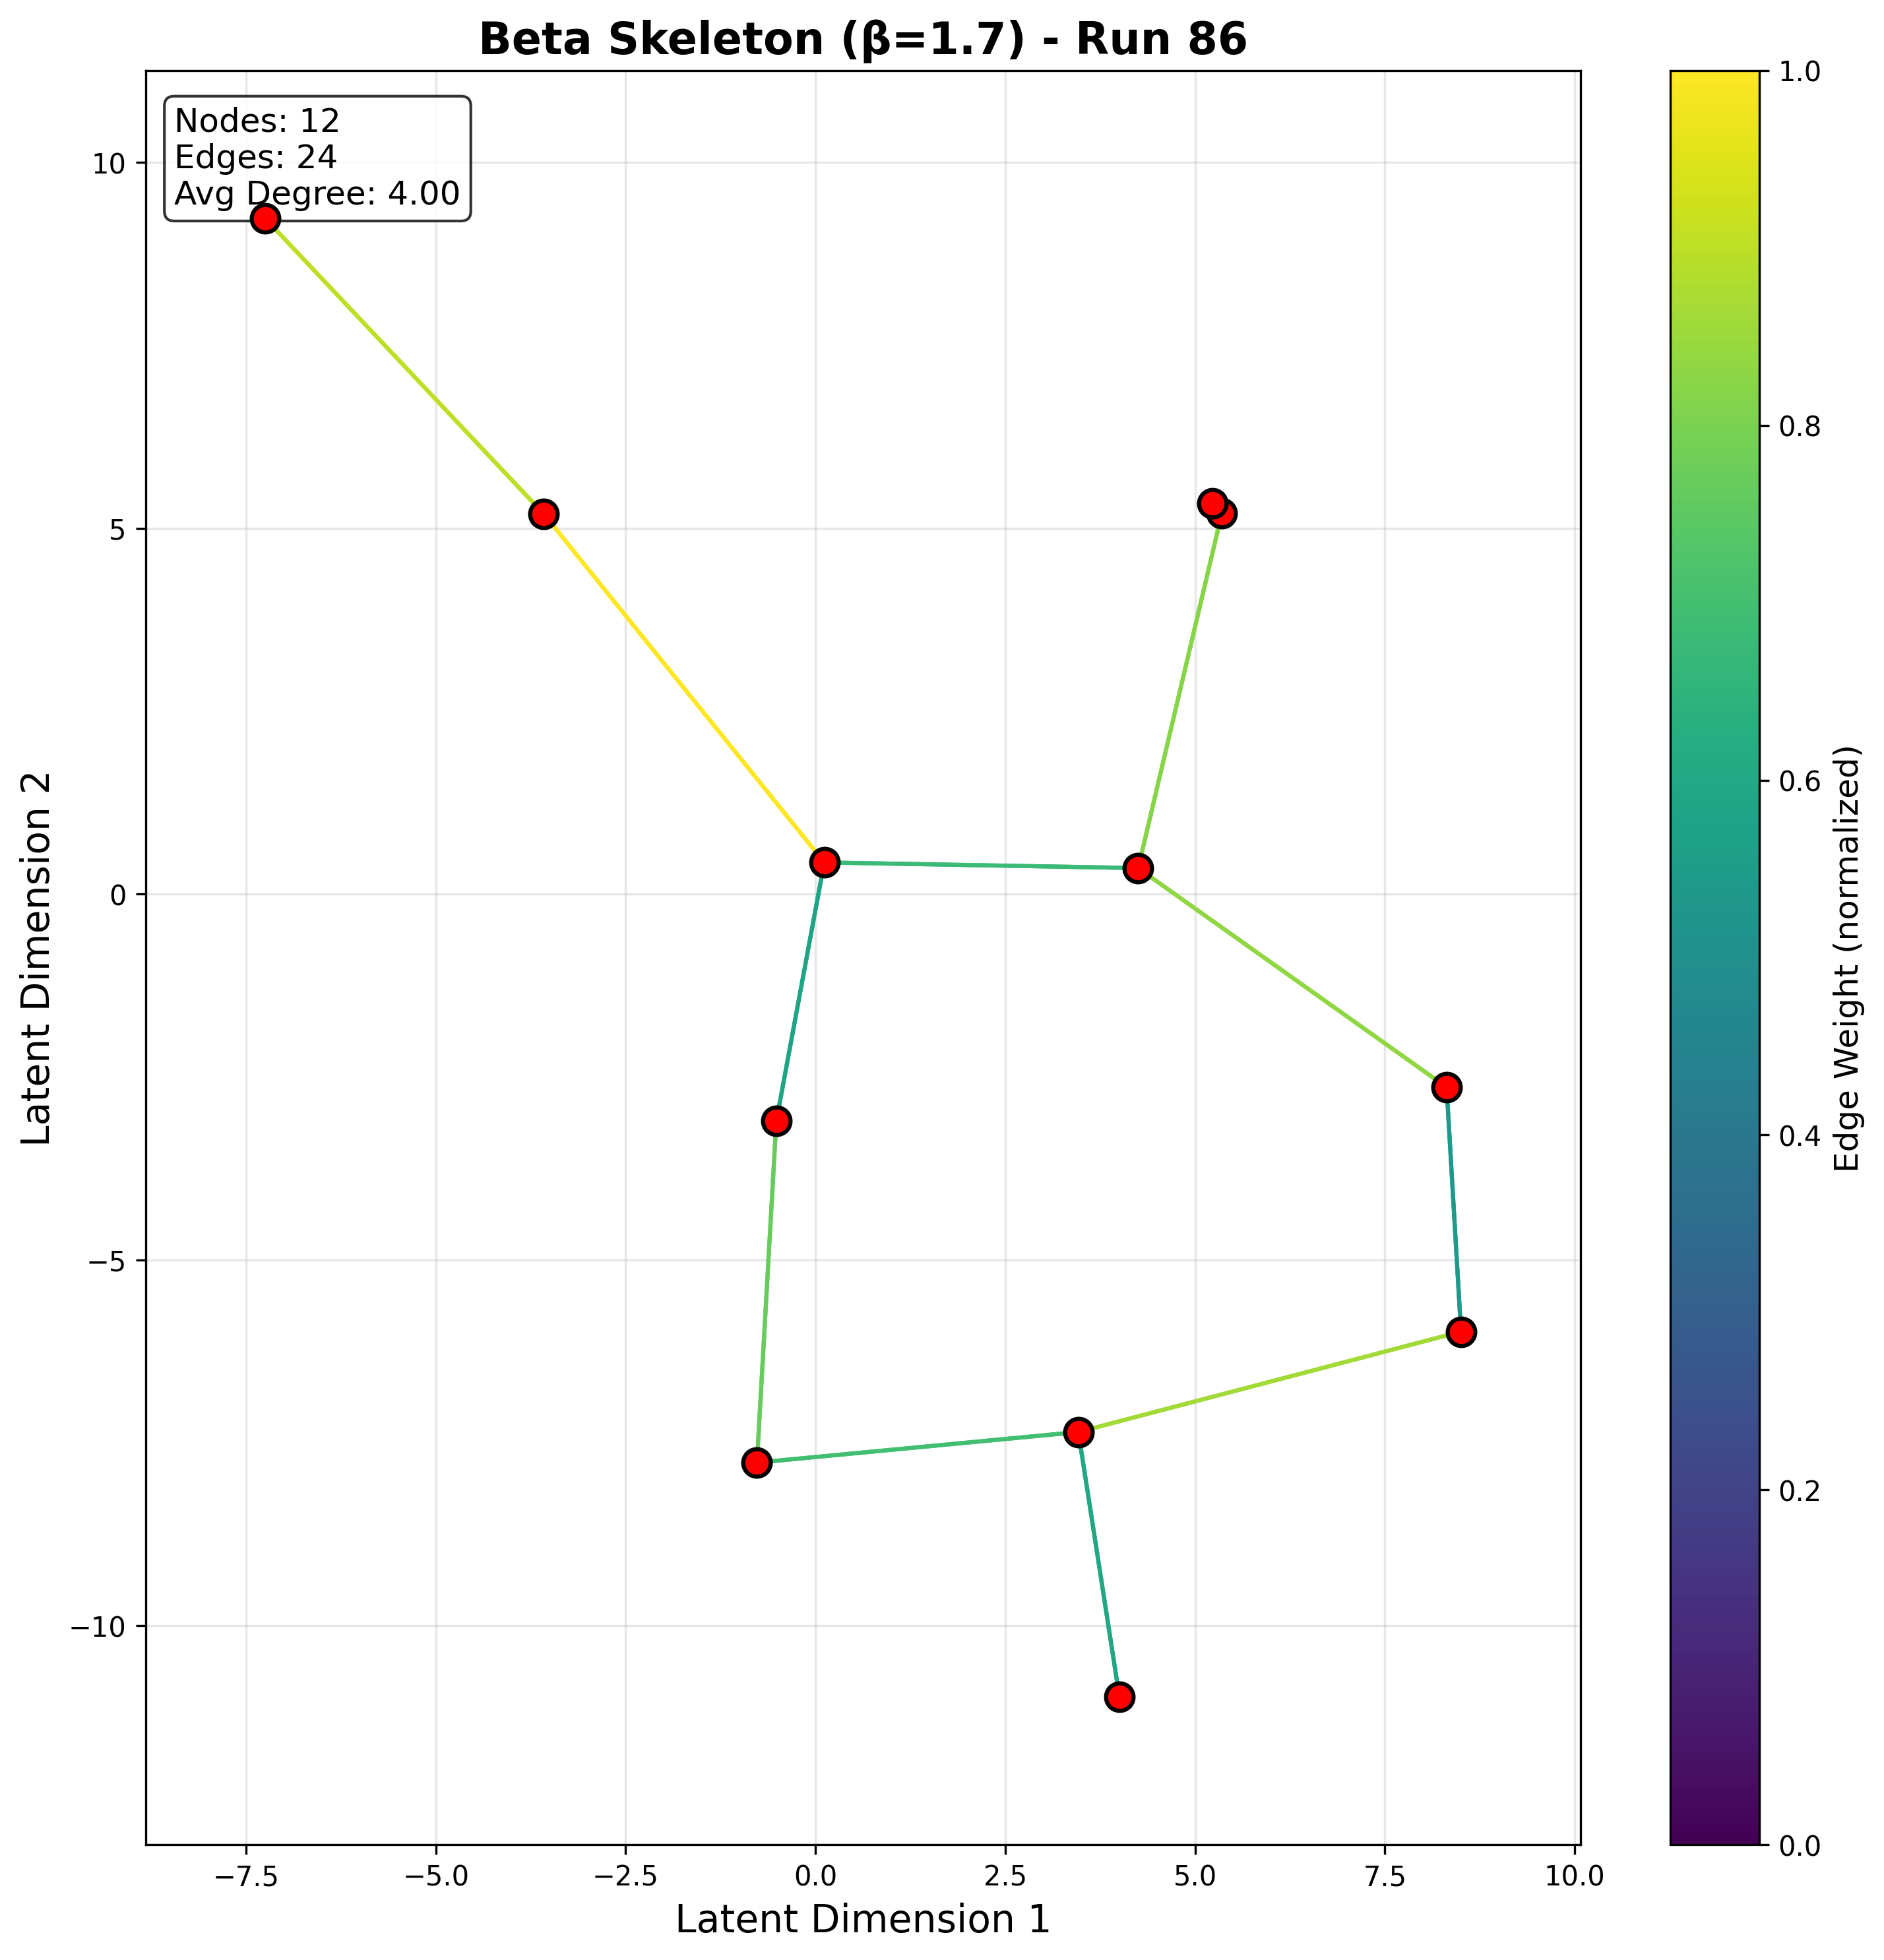 Beta Skeleton (β=1.7) - Run 86
Nodes: 12
Edges: 24
Avg Degree: 4.00
10
5
0
−5
−10
Latent Dimension 2
−7.5
−5.0
−2.5
0.0
2.5
5.0
7.5
10.0
Latent Dimension 1
1.0
0.8
0.6
0.4
0.2
0.0
Edge Weight (normalized)